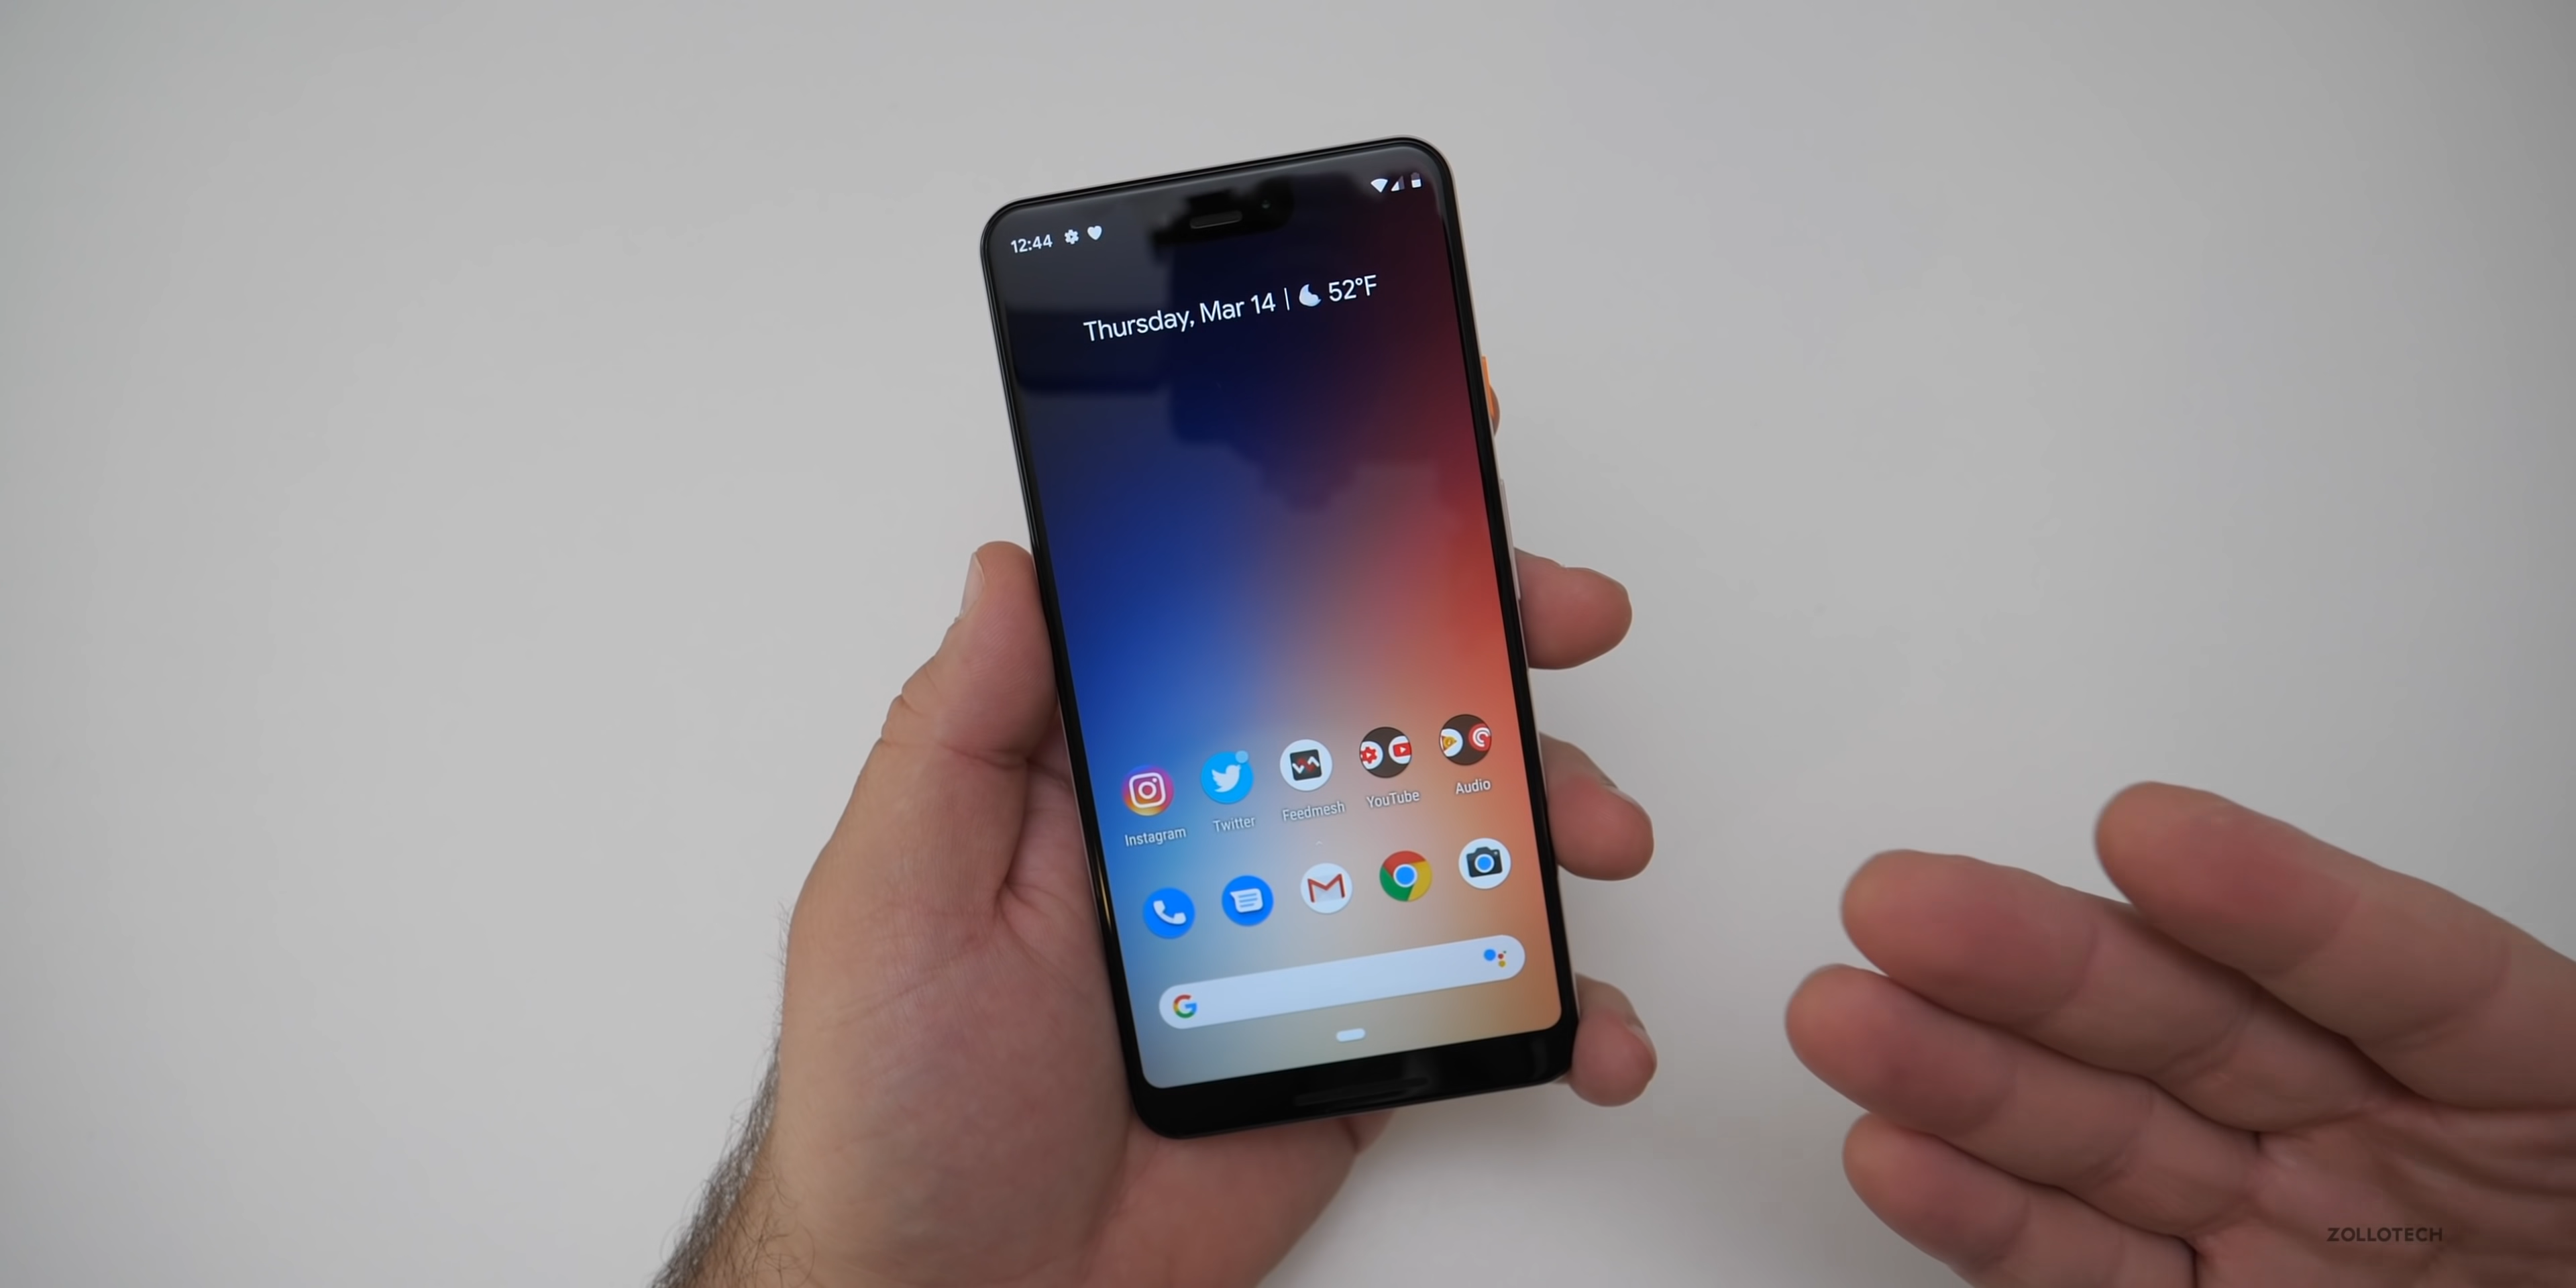 12:44
Thursday, Mar 14 | 52°F
Instagram
Twitter
Feedmesh
YouTube
Audio
G
ZOLLOTECH